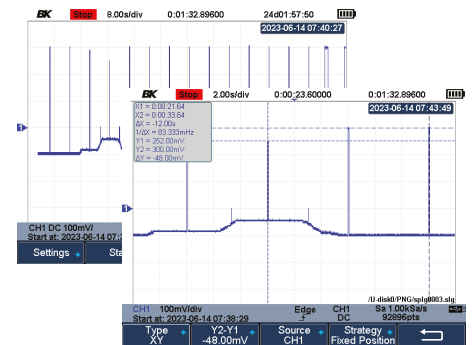 BK Stop 8.00s/div 0:01:32.89600 24d01:57:50
2023-06-14 07:40:27
1
CH1 DC 100mV/
Start at: 2023-06-14 07:3
Settings Sta
BK Stop 2.00s/div 0:00:23.60000 0:01:32.89600
2023-06-14 07:43:49
X1 = 0:00:21.64
X2 = 0:00:33.64
ΔX = -12.00s
1/ΔX = 83.333mHz
Y1 = 252.00mV
Y2 = 300.00mV
ΔY = -48.00mV
1
/U-disk0/PNG/splg0003.slg
CH1 100mV/div Edge CH1 Sa 1.00kSa/s
Start at: 2023-06-14 07:38:29 DC 92896pts
Type Y2-Y1 Source Strategy
XY -48.00mV CH1 Fixed Position